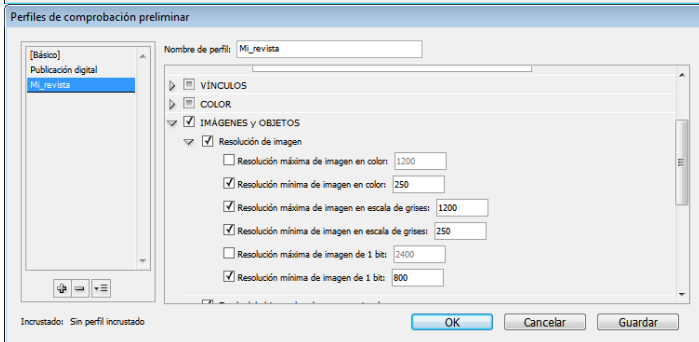 Perfiles de comprobación preliminar
[Básico]
Publicación digital
Mi_revista
Nombre de perfil: Mi_revista
VÍNCULOS
COLOR
IMÁGENES y OBJETOS
Resolución de imagen
Resolución máxima de imagen en color: 1200
Resolución mínima de imagen en color: 250
Resolución máxima de imagen en escala de grises: 1200
Resolución mínima de imagen en escala de grises: 250
Resolución máxima de imagen de 1 bit: 2400
Resolución mínima de imagen de 1 bit: 800
Incrustado: Sin perfil incrustado
OK Cancelar Guardar